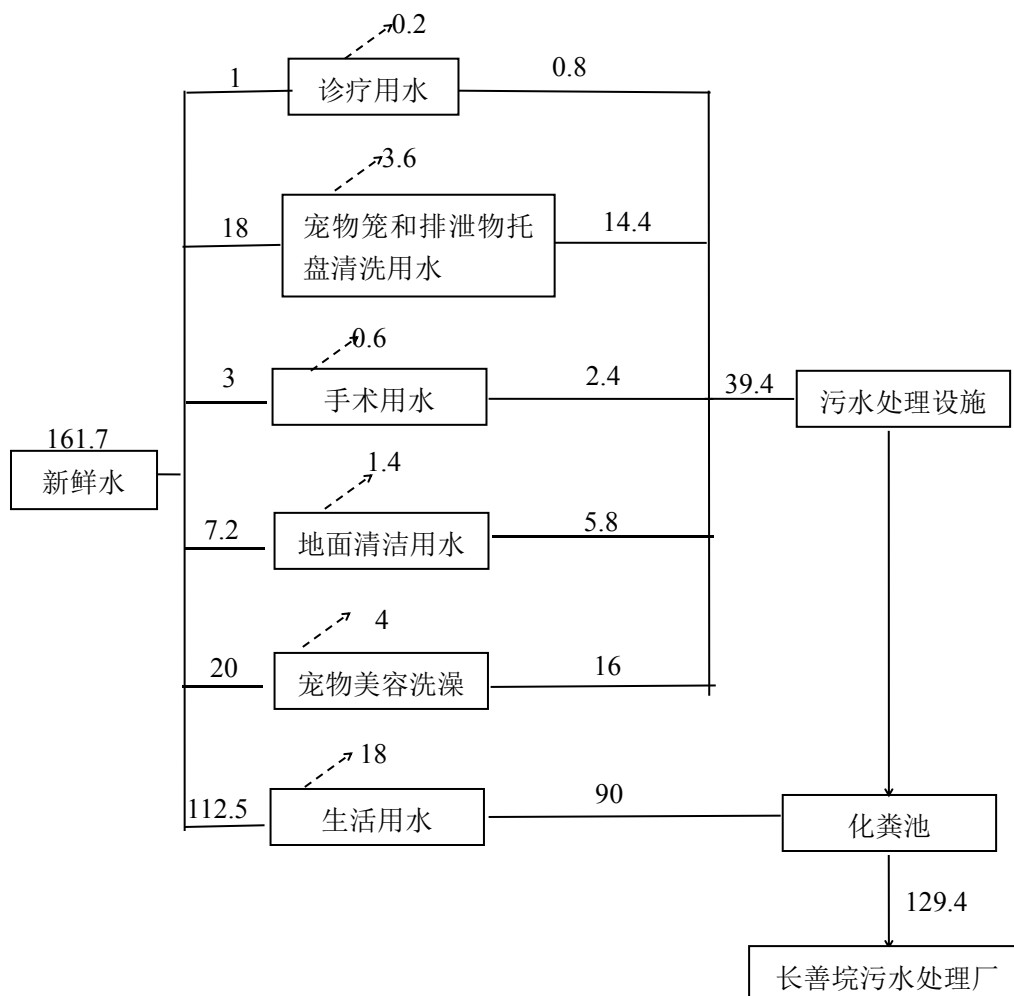 0.2
1
诊疗用水
0.8
3.6
18
宠物笼和排泄物托
盘清洗用水
14.4
0.6
3
手术用水
2.4
39.4
污水处理设施
161.7
新鲜水
1.4
7.2
地面清洁用水
5.8
4
20
宠物美容洗澡
16
18
112.5
生活用水
90
化粪池
129.4
长善垸污水处理厂